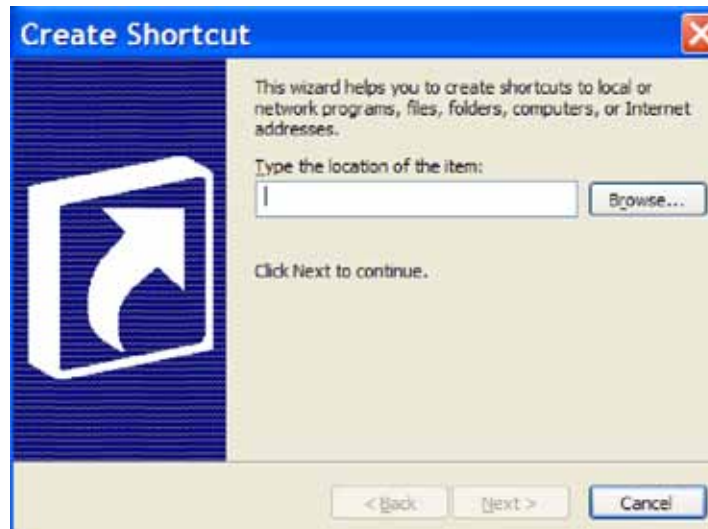 Create Shortcut
This wizard helps you to create shortcuts to local or
network programs, files, folders, computers, or Internet
addresses.
Type the location of the item:
Browse...
Click Next to continue.
< Back
Next >
Cancel